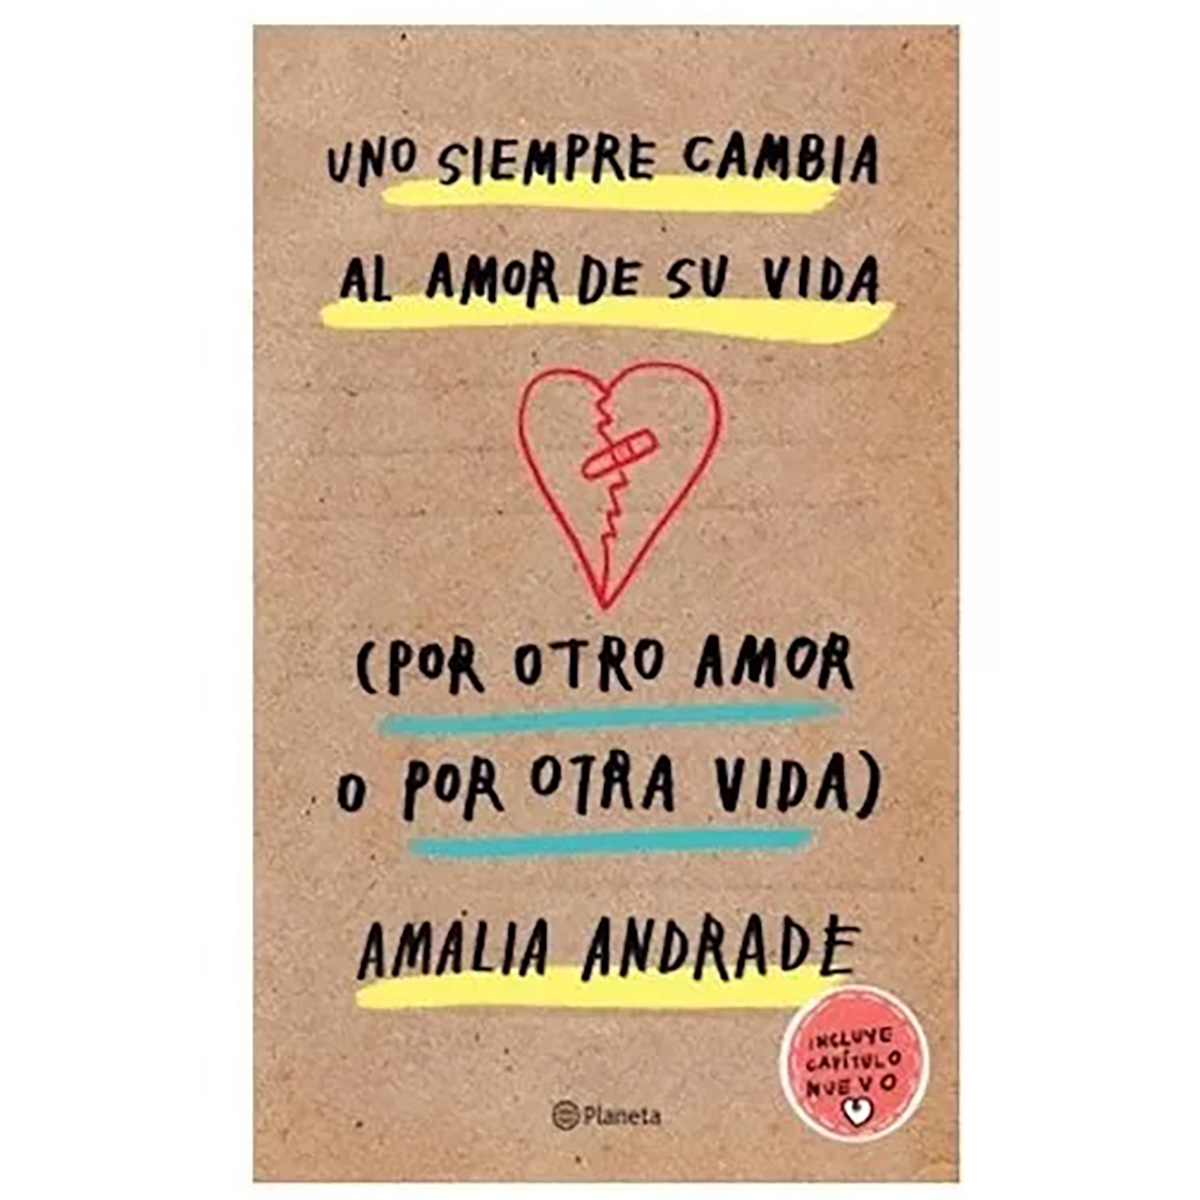 UNO SIEMPRE CAMBIA
AL AMOR DE SU VIDA
(POR OTRO AMOR
O POR OTRA VIDA)
AMALIA ANDRADE
INCLUYE
CAPÍTULO
NUEVO
Planeta